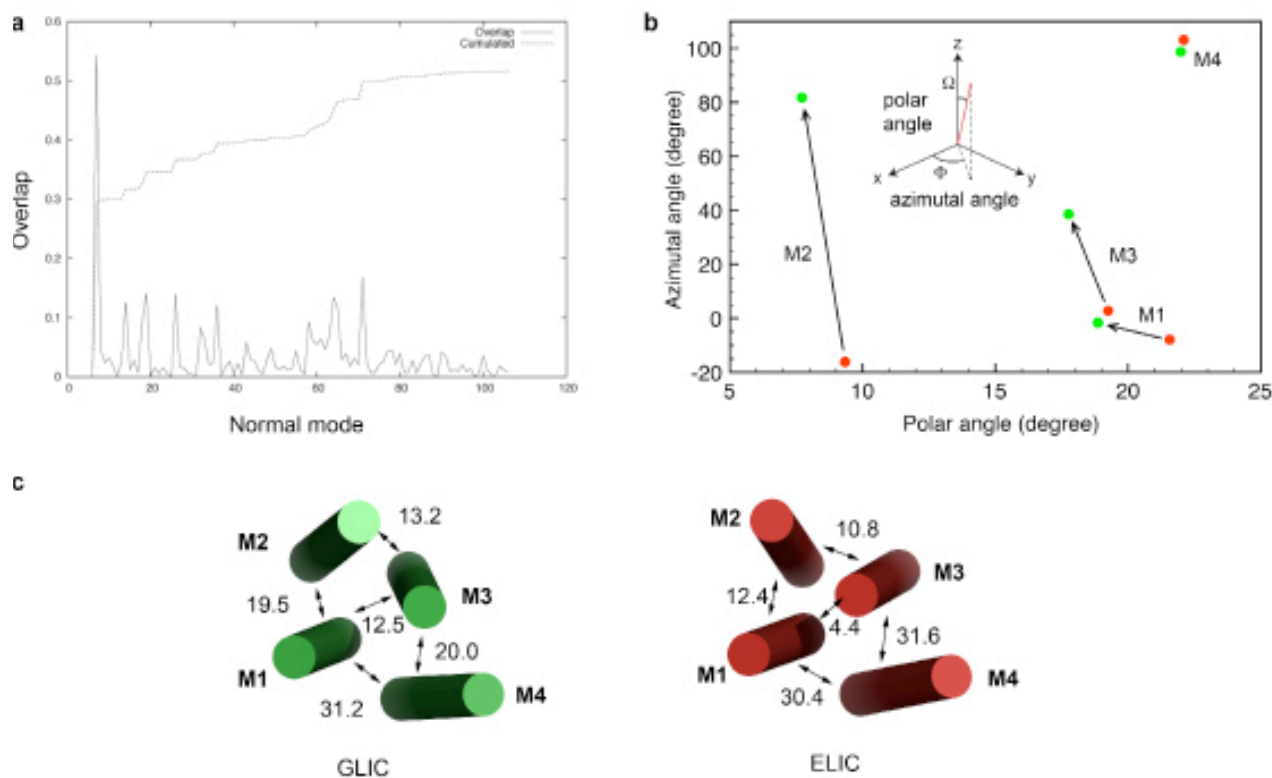 a
0.6
0.5
0.4
0.3
0.2
0.1
0
Overlap
Overlap
Cumulated
0 20 40 60 80 100 120
Normal mode
b
100
80
60
40
20
0
-20
Azimutal angle (degree)
z
Ω
polar
angle
x
Φ
y
azimutal angle
M4
M2
M3
M1
5 10 15 20 25
Polar angle (degree)
c
M2
13.2
M3
19.5
12.5
20.0
M1
31.2
M4
GLIC
M2
10.8
M3
12.4
4.4
31.6
M1
30.4
M4
ELIC